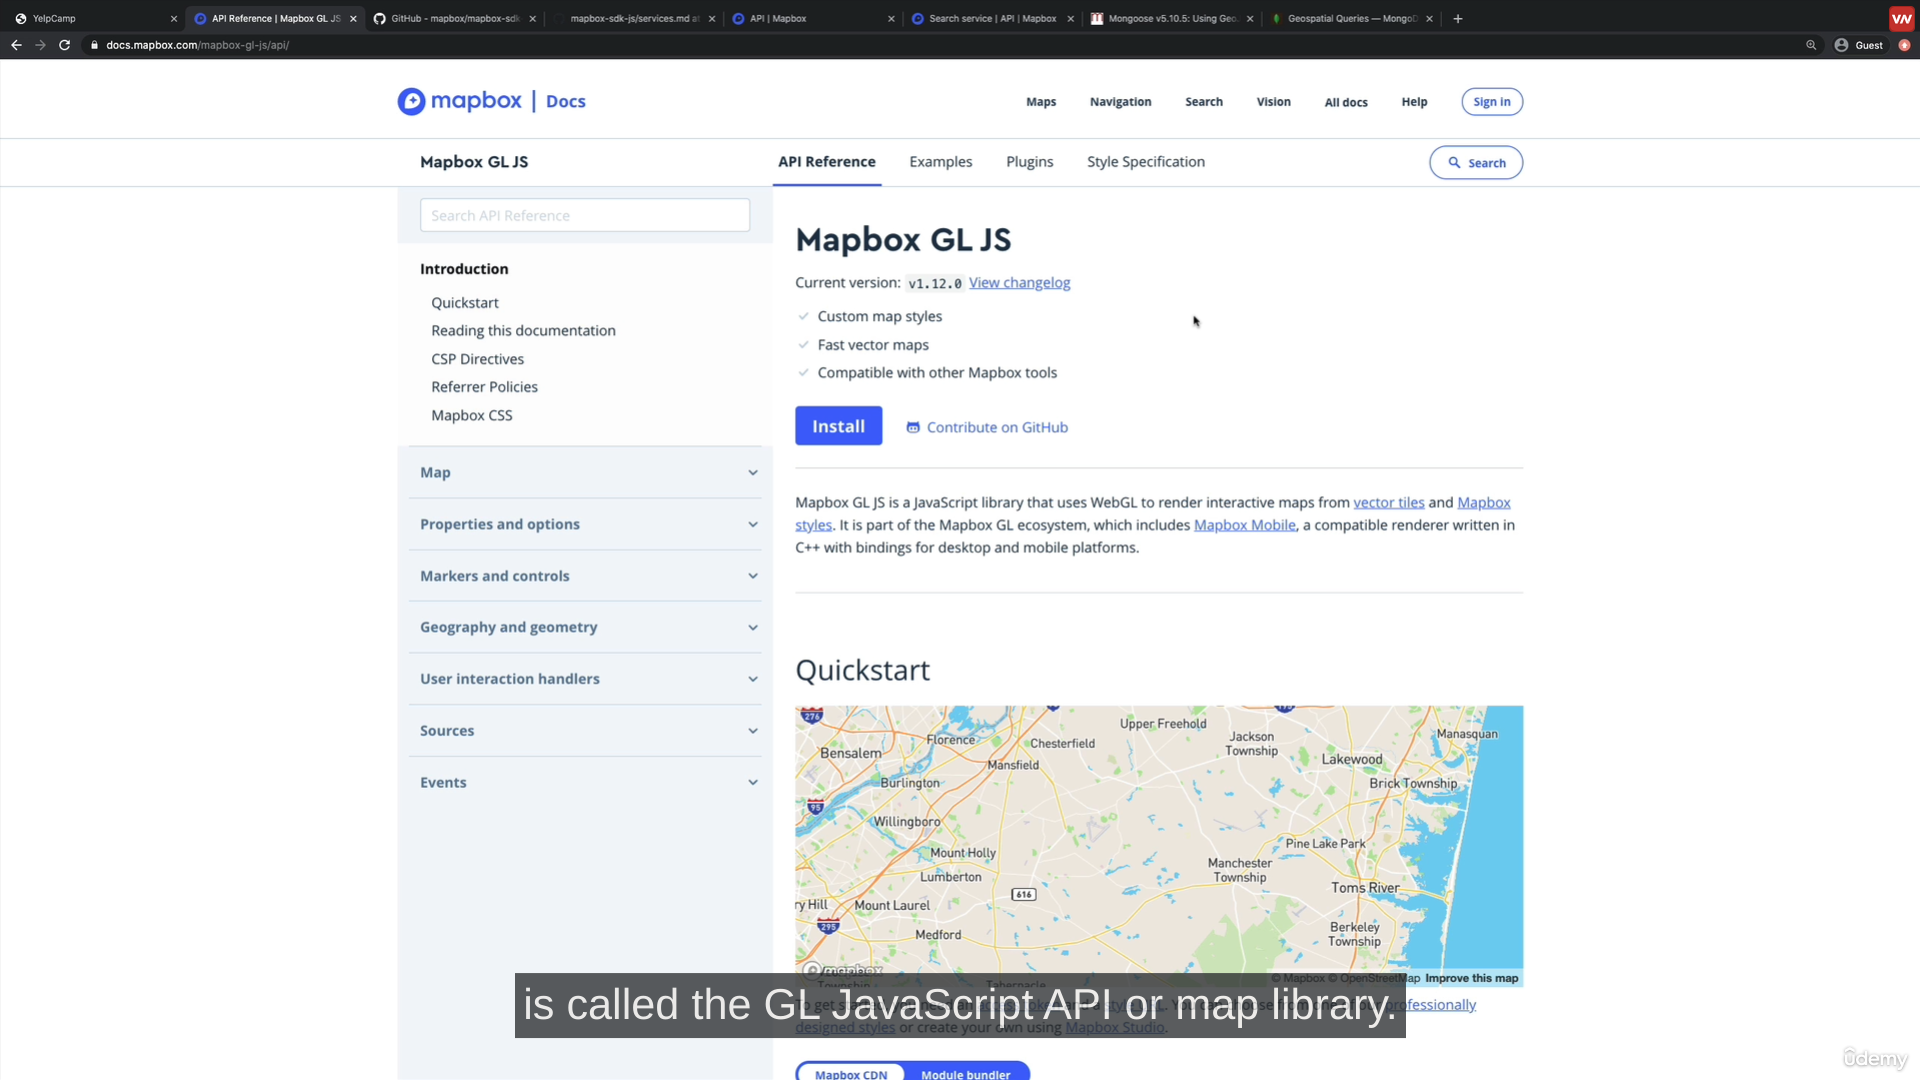 YelpCamp
API Reference | Mapbox GL JS
GitHub - mapbox/mapbox-sdk
mapbox-sdk-js/services.md at
API | Mapbox
Search service | API | Mapbox
Mongoose v5.10.5: Using Geo
Geospatial Queries — MongoD
docs.mapbox.com/mapbox-gl-js/api/
Guest
mapbox | Docs
Maps
Navigation
Search
Vision
All docs
Help
Sign in
Mapbox GL JS
API Reference
Examples
Plugins
Style Specification
Search
Search API Reference
Introduction
Quickstart
Reading this documentation
CSP Directives
Referrer Policies
Mapbox CSS
Map
Properties and options
Markers and controls
Geography and geometry
User interaction handlers
Sources
Events
Mapbox GL JS
Current version: v1.12.0 View changelog
Custom map styles
Fast vector maps
Compatible with other Mapbox tools
Install
Contribute on GitHub
Mapbox GL JS is a JavaScript library that uses WebGL to render interactive maps from vector tiles and Mapbox
styles. It is part of the Mapbox GL ecosystem, which includes Mapbox Mobile, a compatible renderer written in
C++ with bindings for desktop and mobile platforms.
Quickstart
276
Upper Freehold
Florence
Chesterfield
Jackson
Township
Manasquan
Bensalem
Mansfield
Lakewood
Burlington
Brick Township
95
Willingboro
Pine Lake Park
Mount Holly
Manchester
Township
Lumberton
Toms River
616
ry Hill
Mount Laurel
295
Medford
Berkeley
Township
mapbox
© Mapbox © OpenStreetMap Improve this map
is called the GL JavaScript API or map library.
professionally
designed styles or create your own using Mapbox Studio.
Mapbox CDN
Module bundler
ûdemy